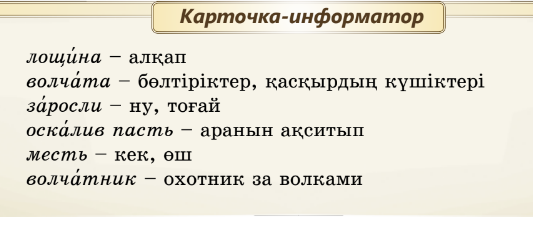 Карточка-информатор
лощи́на – алқап
волча́та – бөлтіріктер, қасқырдың күшіктері
за́росли – ну, тоғай
оска́лив пасть – аранын ақситып
месть – кек, өш
волча́тник – охотник за волками